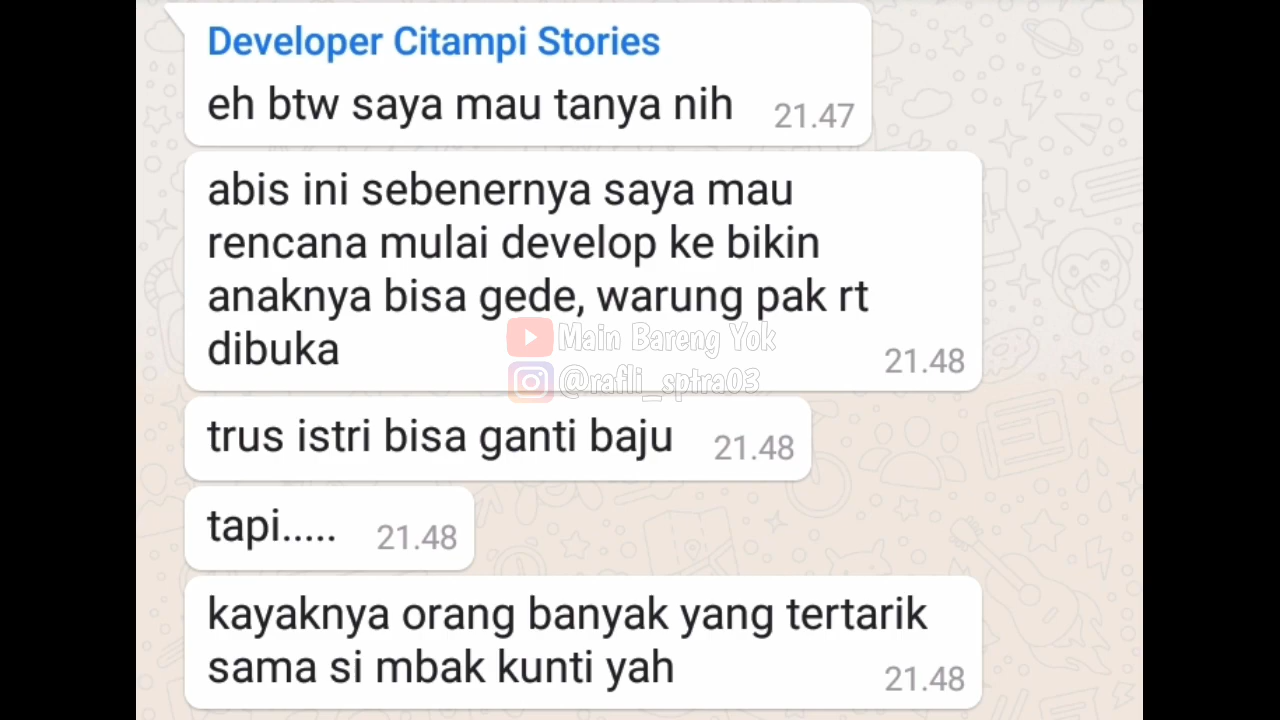 Developer Citampi Stories
eh btw saya mau tanya nih 21.47
abis ini sebenernya saya mau
rencana mulai develop ke bikin
anaknya bisa gede, warung pak rt
Main Bareng Yok
dibuka 21.48
@rafli_sptra03
trus istri bisa ganti baju 21.48
tapi..... 21.48
kayaknya orang banyak yang tertarik
sama si mbak kunti yah 21.48